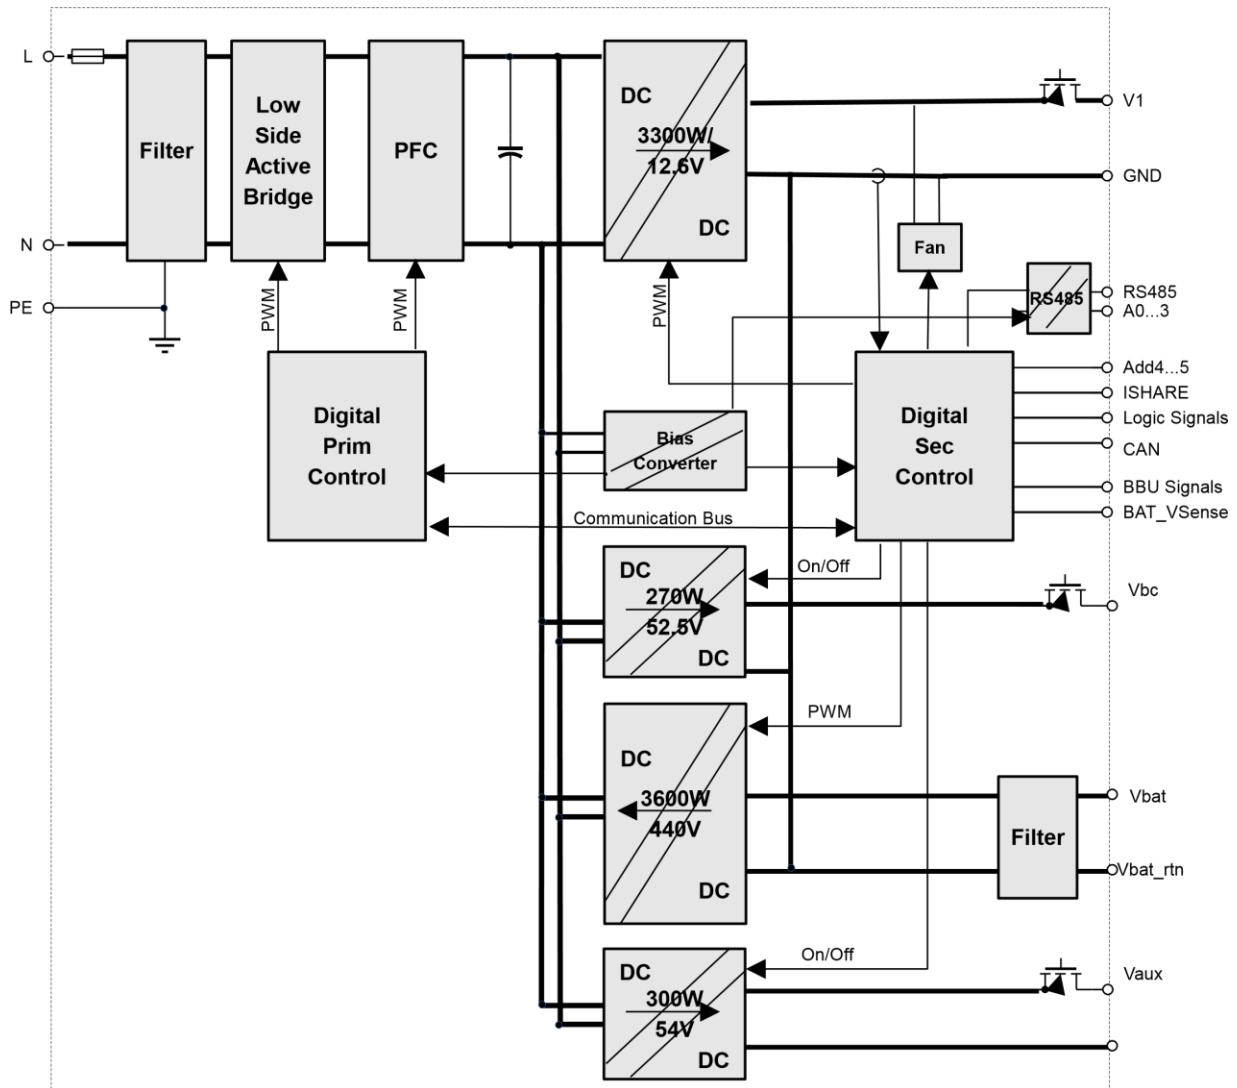 L
N
PE
Filter
Low
Side
Active
Bridge
PFC
DC
3300W/
12.6V
DC
V1
GND
Fan
RS485
RS485
A0...3
PWM
PWM
PWM
Digital
Prim
Control
Bias
Converter
Digital
Sec
Control
Add4...5
ISHARE
Logic Signals
CAN
BBU Signals
BAT_VSense
Communication Bus
DC
270W
52.5V
DC
On/Off
Vbc
DC
3600W
440V
DC
PWM
Filter
Vbat
Vbat_rtn
DC
300W
54V
DC
On/Off
Vaux